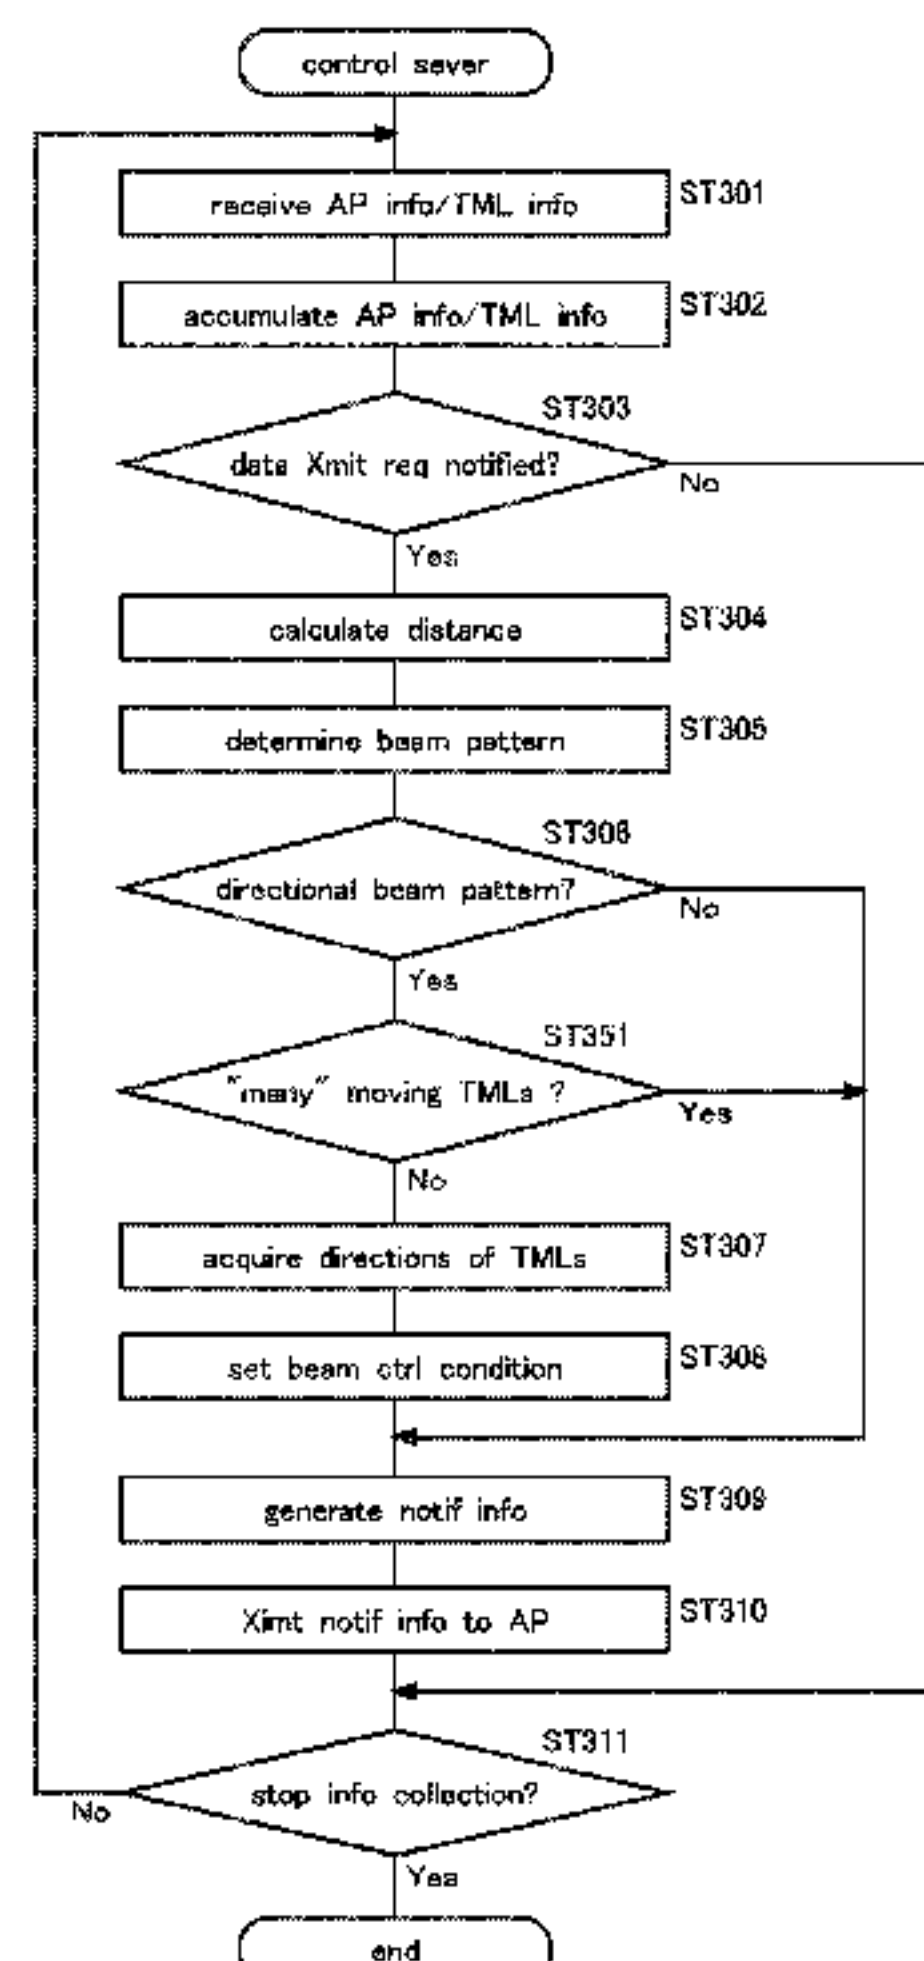 control sever
receive AP info/TML info
ST301
accumulate AP info/TML info
ST302
ST303
data Xmit req notified?
No
Yes
calculate distance
ST304
determine beam pattern
ST305
ST306
directional beam pattern?
No
Yes
ST351
"many" moving TMLs ?
Yes
No
acquire directions of TMLs
ST307
set beam ctrl condition
ST308
generate notif info
ST309
Ximt notif info to AP
ST310
ST311
stop info collection?
No
Yes
end